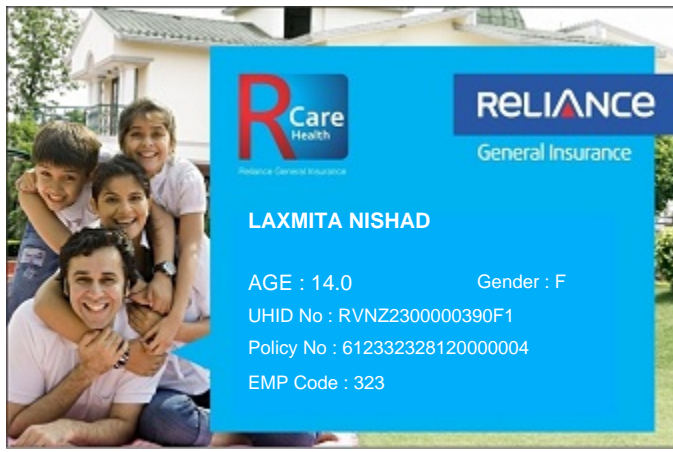 R Care
Health
Reliance General Insurance
RELIANCE
General Insurance
LAXMITA NISHAD
AGE : 14.0 Gender : F
UHID No : RVNZ2300000390F1
Policy No : 612332328120000004
EMP Code : 323